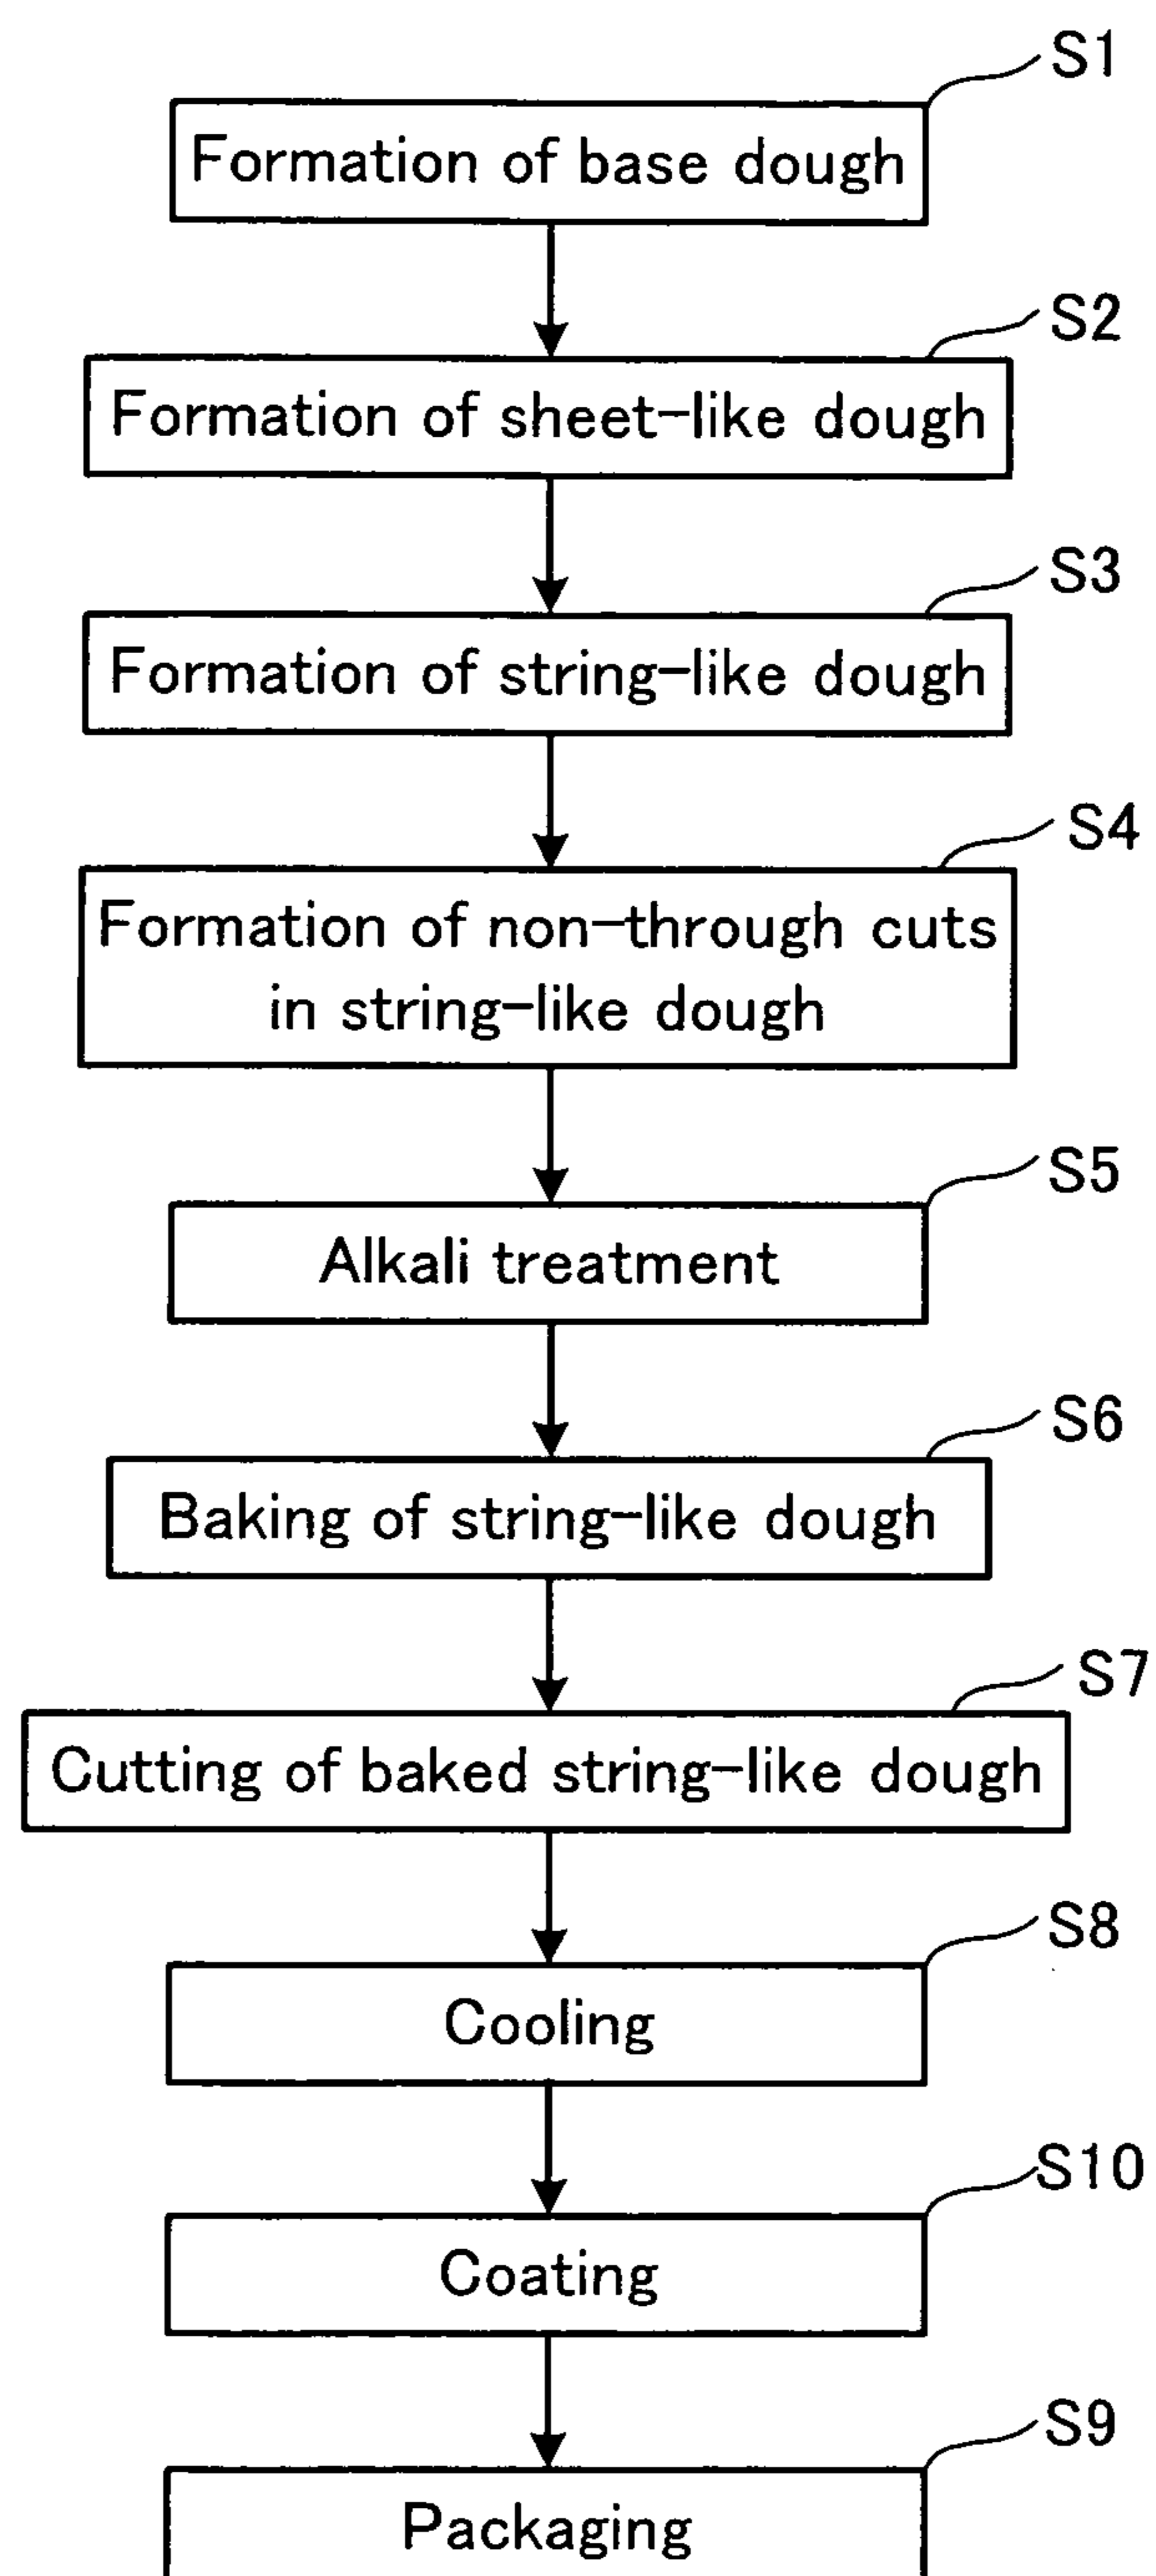 S1
Formation of base dough
S2
Formation of sheet-like dough
S3
Formation of string-like dough
S4
Formation of non-through cuts
in string-like dough
S5
Alkali treatment
S6
Baking of string-like dough
S7
Cutting of baked string-like dough
S8
Cooling
S10
Coating
S9
Packaging